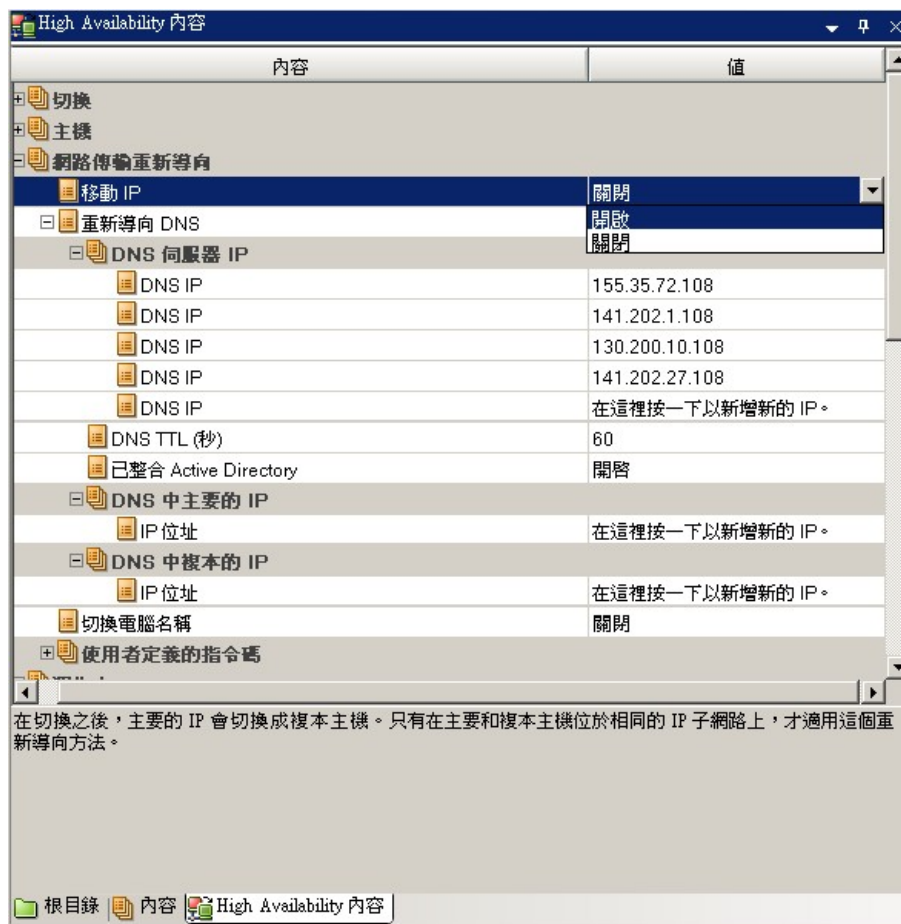 High Availability 內容
內容 值
切換
主機
網路傳輸重新導向
移動 IP 關閉
開啟
關閉
重新導向 DNS
DNS 伺服器 IP
DNS IP 155.35.72.108
DNS IP 141.202.1.108
DNS IP 130.200.10.108
DNS IP 141.202.27.108
DNS IP 在這裡按一下以新增新的 IP。
DNS TTL (秒) 60
已整合 Active Directory 開啓
DNS 中主要的 IP
IP 位址 在這裡按一下以新增新的 IP。
DNS 中複本的 IP
IP 位址 在這裡按一下以新增新的 IP。
切換電腦名稱 關閉
使用者定義的指令碼
在切換之後，主要的 IP 會切換成複本主機。只有在主要和複本主機位於相同的 IP 子網路上，才適用這個重
新導向方法。
根目錄 內容 High Availability 內容